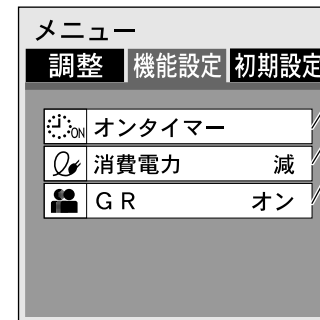 メニュー
調整 機能設定 初期設定
ON オンタイマー
消費電力 減
ＧＲ オン